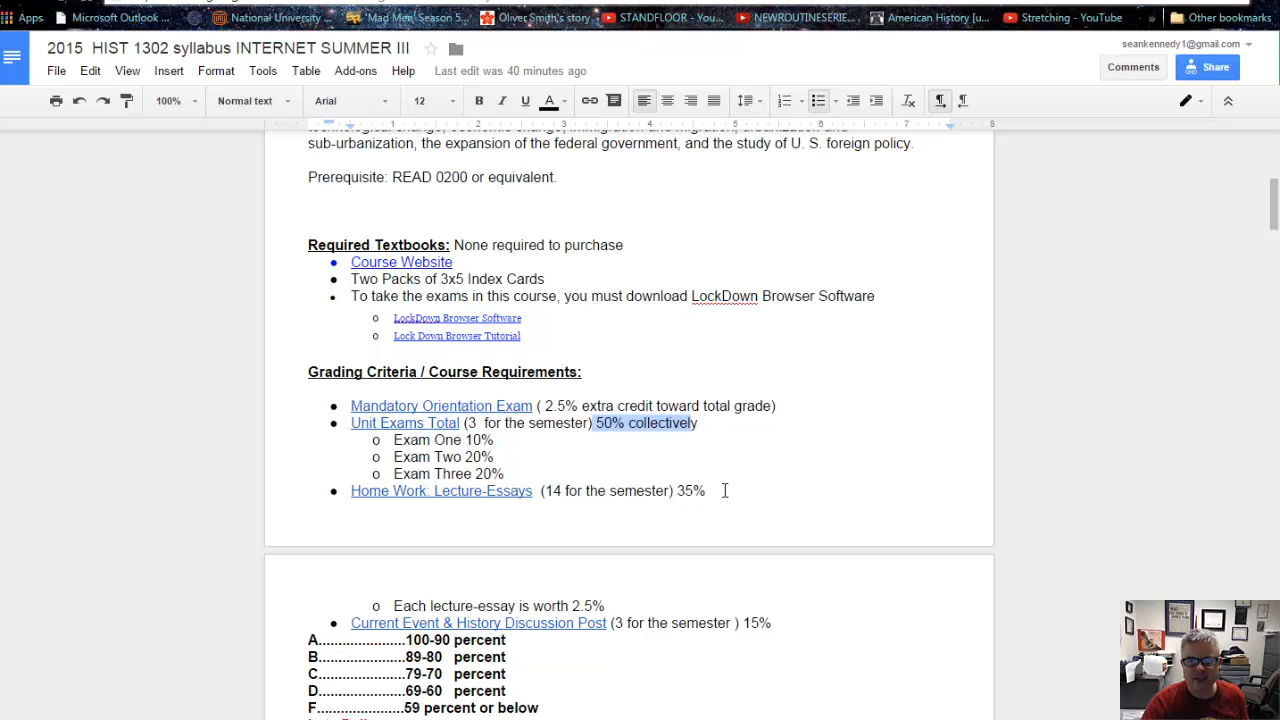 Apps Microsoft Outlook National University "Mad Men' Season 5 Oliver Smith's story STANDFLOOR - You NEWROUTINESERIE American History [u Stretching - YouTube » Other bookmarks
2015 HIST 1302 syllabus INTERNET SUMMER III
seankennedy1@gmail.com
File Edit View Insert Format Tools Table Add-ons Help Last edit was 40 minutes ago
Comments Share
100% Normal text Arial 12 B I U A
1 2 3 4 5 6 7 8
sub-urbanization, the expansion of the federal government, and the study of U. S. foreign policy.
Prerequisite: READ 0200 or equivalent.
Required Textbooks: None required to purchase
● Course Website
● Two Packs of 3x5 Index Cards
● To take the exams in this course, you must download LockDown Browser Software
o LockDown Browser Software
o Lock Down Browser Tutorial
Grading Criteria / Course Requirements:
● Mandatory Orientation Exam ( 2.5% extra credit toward total grade)
● Unit Exams Total (3 for the semester) 50% collectively
o Exam One 10%
o Exam Two 20%
o Exam Three 20%
● Home Work: Lecture-Essays (14 for the semester) 35%
o Each lecture-essay is worth 2.5%
● Current Event & History Discussion Post (3 for the semester ) 15%
A......................100-90 percent
B......................89-80 percent
C......................79-70 percent
D......................69-60 percent
F.....................59 percent or below